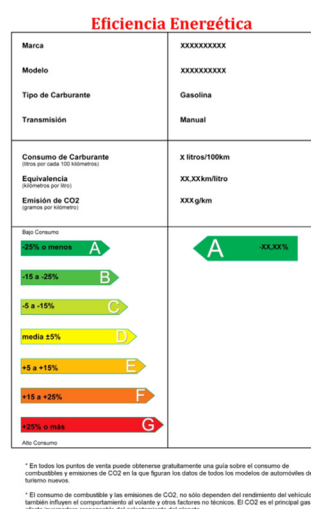 Eficiencia Energética
Marca XXXXXXXXXX
Modelo XXXXXXXXXX
Tipo de Carburante Gasolina
Transmisión Manual
Consumo de Carburante X litros/100km
(litros por cada 100 kilómetros)
Equivalencia XX,XXkm/litro
(kilómetros por litro)
Emisión de CO2 XXX g/km
(gramos por kilómetro)
Bajo Consumo
-25% o menos A A -XX,XX%
-15 a -25% B
-5 a -15% C
media ±5% D
+5 a +15% E
+15 a +25% F
+25% o más G
Alto Consumo
* En todos los puntos de venta puede obtenerse gratuitamente una guía sobre el consumo de
combustibles y emisiones de CO2 en la que figuran los datos de todos los modelos de automóviles de
turismo nuevos.
* El consumo de combustible y las emisiones de CO2, no sólo dependen del rendimiento del vehículo
también influyen el comportamiento al volante y otros factores no técnicos. El CO2 es el principal gas